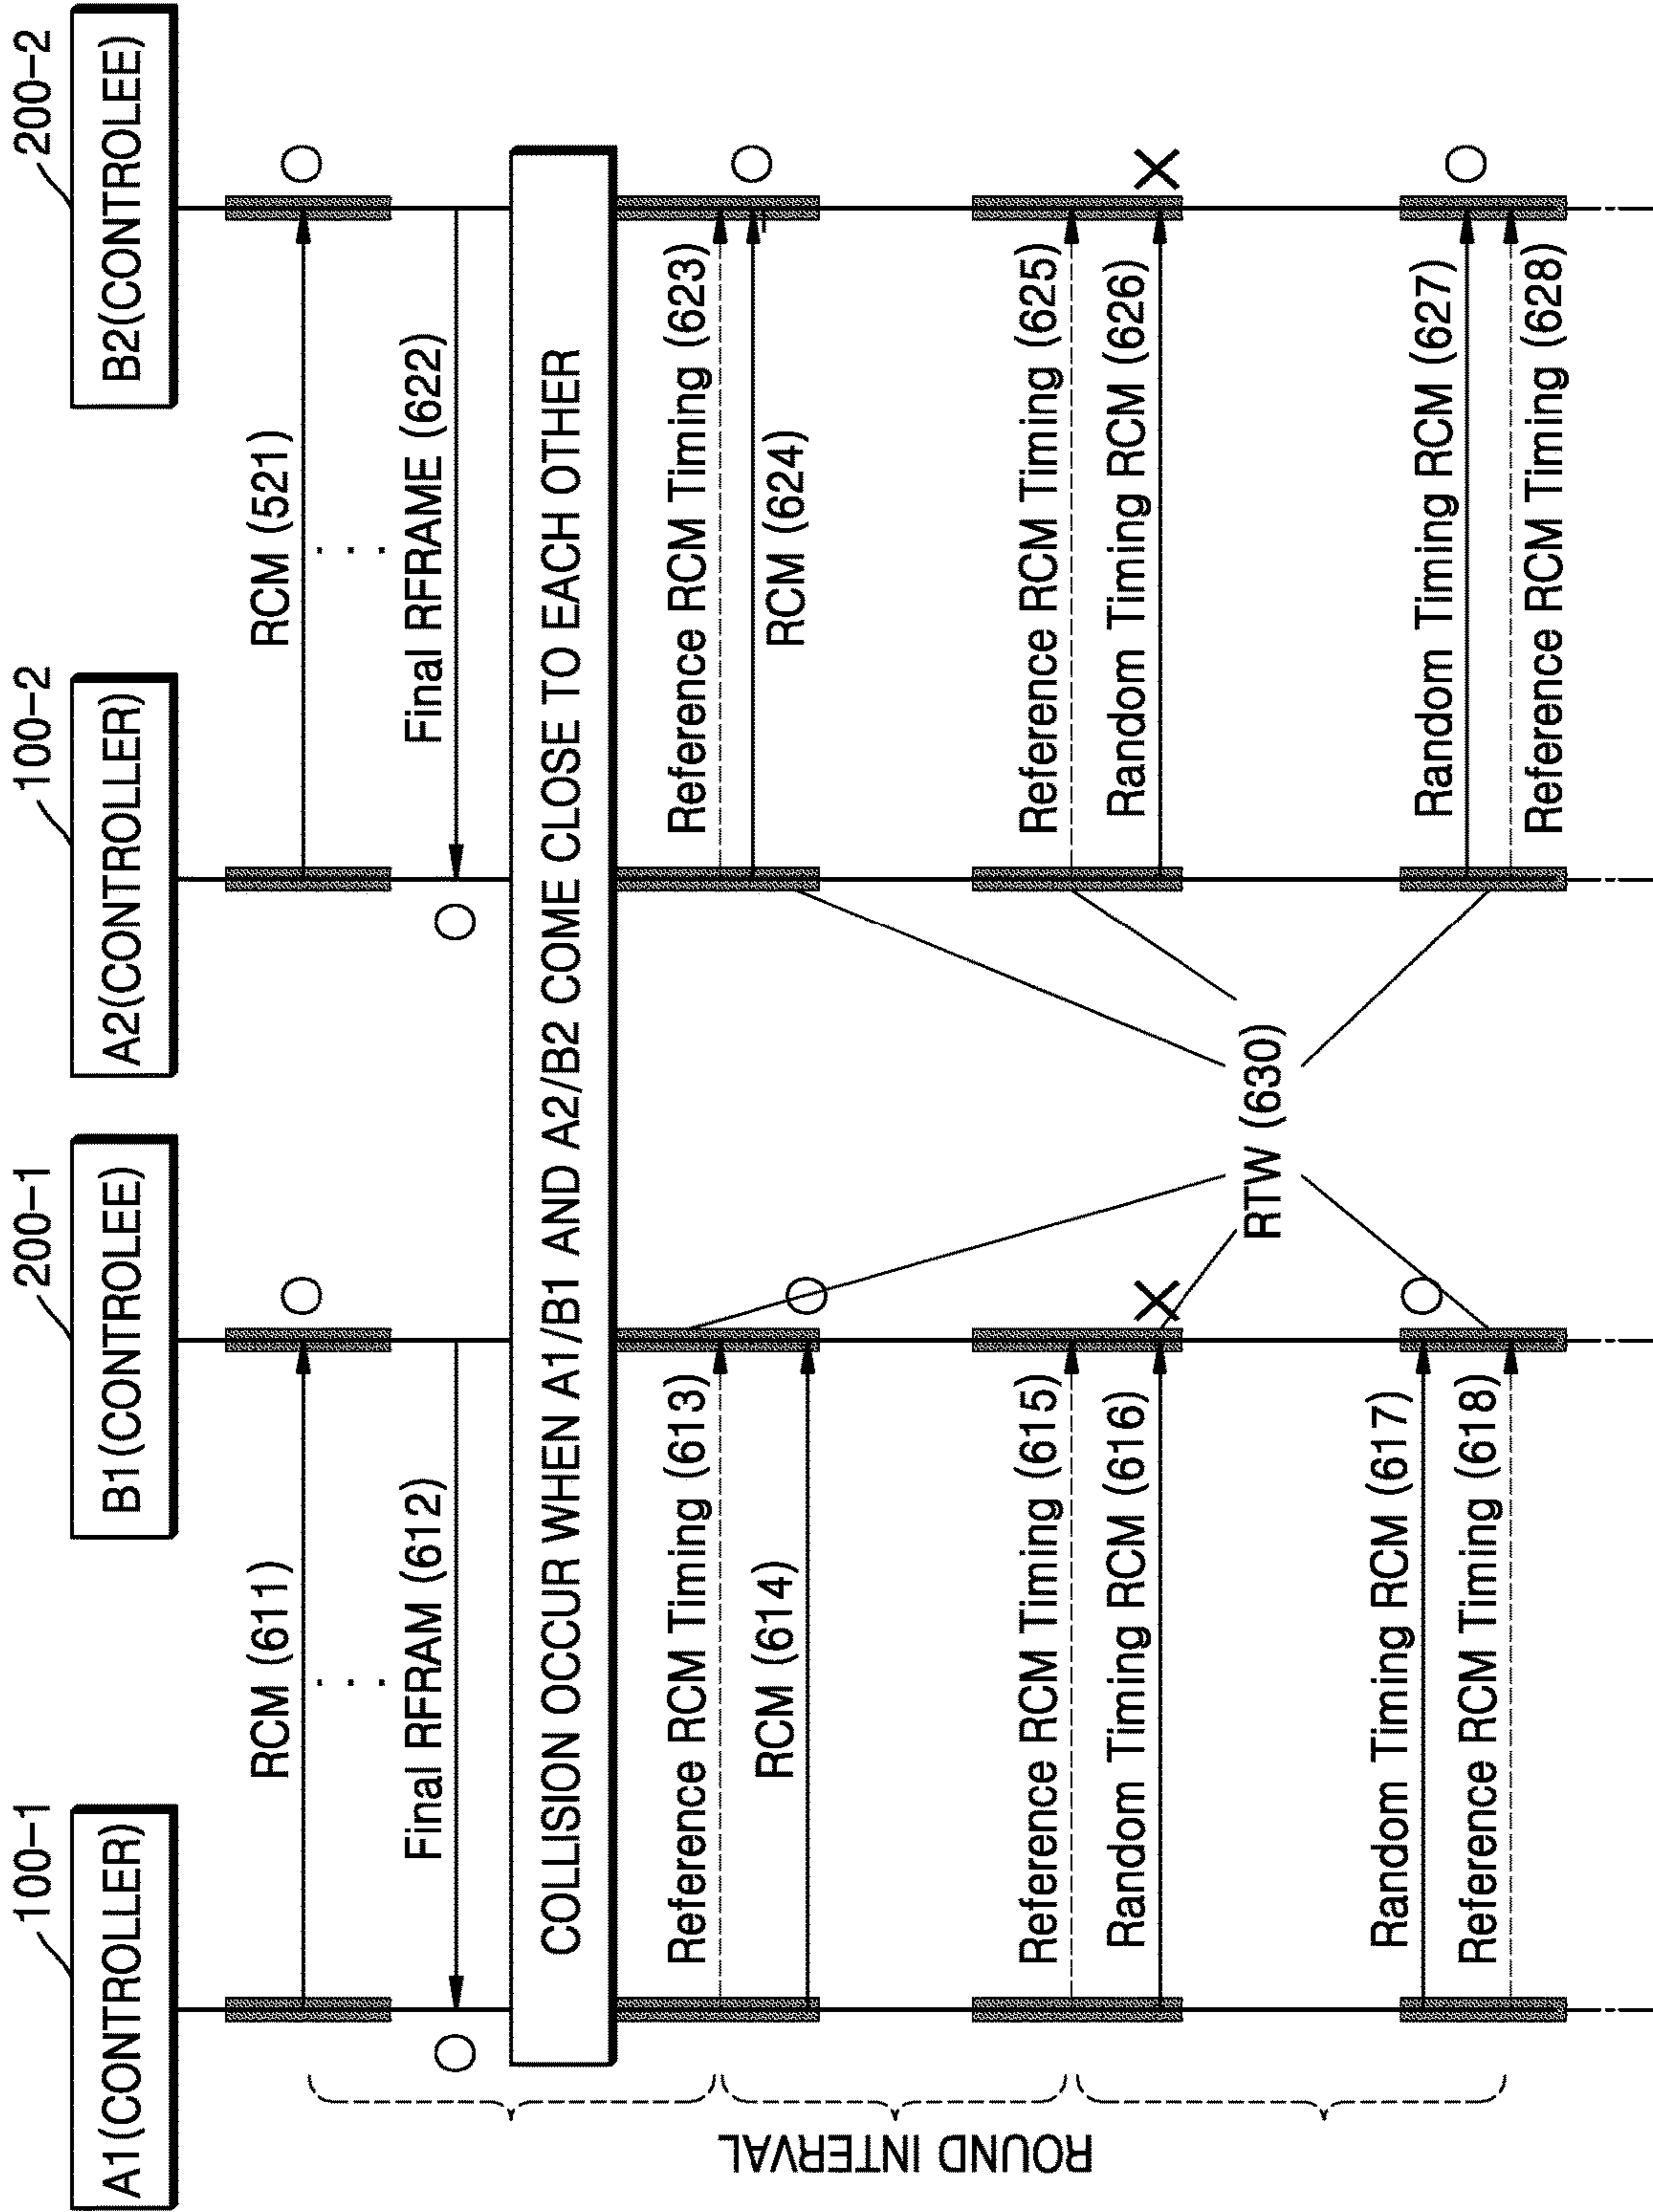 100-1
200-1
100-2
200-2
A1(CONTROLLER)
B1(CONTROLEE)
A2(CONTROLLER)
B2(CONTROLEE)
RCM (611)
RCM (521)
Final RFRAM (612)
Final RFRAME (622)
COLLISION OCCUR WHEN A1/B1 AND A2/B2 COME CLOSE TO EACH OTHER
ROUND INTERVAL
Reference RCM Timing (613)
Reference RCM Timing (623)
RCM (614)
RCM (624)
Reference RCM Timing (615)
Reference RCM Timing (625)
Random Timing RCM (616)
Random Timing RCM (626)
RTW (630)
Random Timing RCM (617)
Random Timing RCM (627)
Reference RCM Timing (618)
Reference RCM Timing (628)